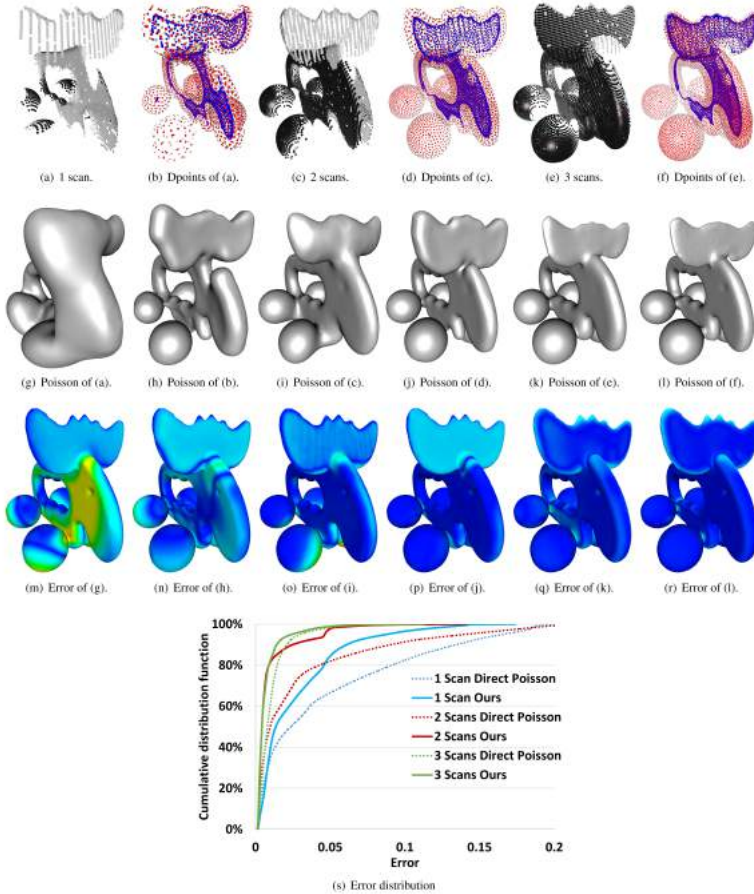 (a) 1 scan. (b) Dpoints of (a). (c) 2 scans. (d) Dpoints of (c). (e) 3 scans. (f) Dpoints of (e).
(g) Poisson of (a). (h) Poisson of (b). (i) Poisson of (c). (j) Poisson of (d). (k) Poisson of (e). (l) Poisson of (f).
(m) Error of (g). (n) Error of (h). (o) Error of (i). (p) Error of (j). (q) Error of (k). (r) Error of (l).
Cumulative distribution function
100%
80%
60%
40%
20%
0%
1 Scan Direct Poisson
1 Scan Ours
2 Scans Direct Poisson
2 Scans Ours
3 Scans Direct Poisson
3 Scans Ours
0 0.05 0.1 0.15 0.2
Error
(s) Error distribution